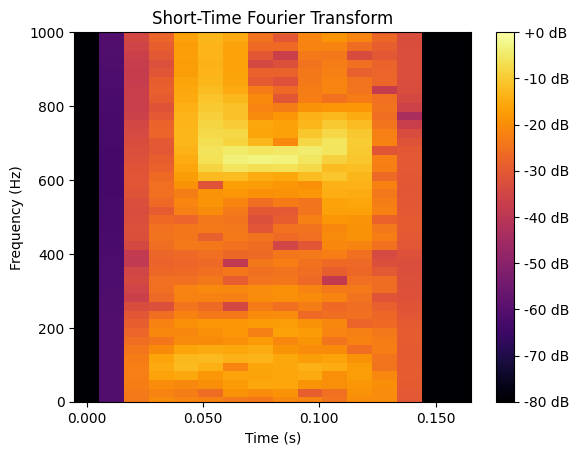 Short-Time Fourier Transform
1000
800
600
400
200
0
Frequency (Hz)
0.000
0.050
0.100
0.150
Time (s)
+0 dB
-10 dB
-20 dB
-30 dB
-40 dB
-50 dB
-60 dB
-70 dB
-80 dB